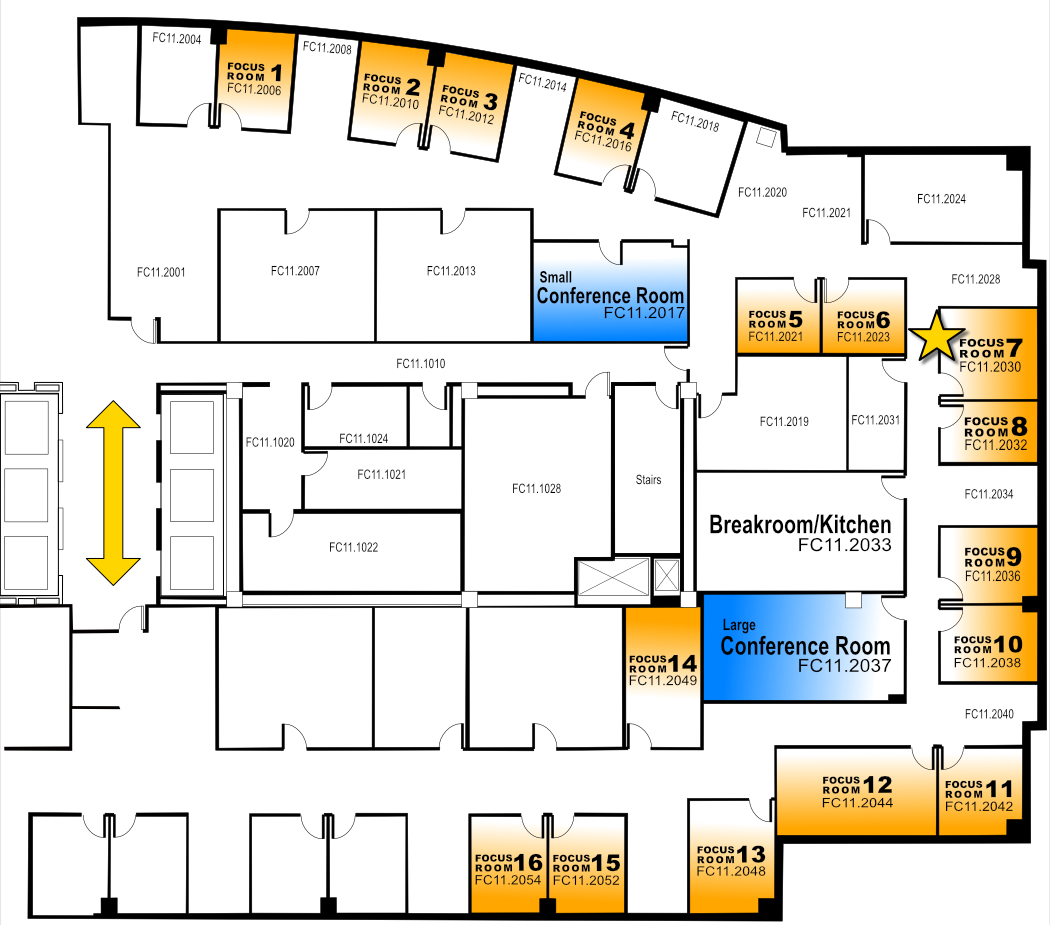 FC11.2004
FOCUS
ROOM 1
FC11.2006
FC11.2008
FOCUS
ROOM 2
FC11.2010
FOCUS
ROOM 3
FC11.2012
FC11.2014
FOCUS
ROOM 4
FC11.2016
FC11.2018
FC11.2020
FC11.2021
FC11.2024
FC11.2001
FC11.2007
FC11.2013
Small
Conference Room
FC11.2017
FC11.2028
FOCUS
ROOM 5
FC11.2021
FOCUS
ROOM 6
FC11.2023
FOCUS
ROOM 7
FC11.2030
FC11.1010
FC11.1020
FC11.1024
FC11.1021
FC11.1022
FC11.1028
Stairs
FC11.2019
FC11.2031
FOCUS
ROOM 8
FC11.2032
FC11.2034
Breakroom/Kitchen
FC11.2033
FOCUS
ROOM 9
FC11.2036
FOCUS
ROOM 14
FC11.2049
Large
Conference Room
FC11.2037
FOCUS
ROOM 10
FC11.2038
FC11.2040
FOCUS
ROOM 12
FC11.2044
FOCUS
ROOM 11
FC11.2042
FOCUS
ROOM 16
FC11.2054
FOCUS
ROOM 15
FC11.2052
FOCUS
ROOM 13
FC11.2048